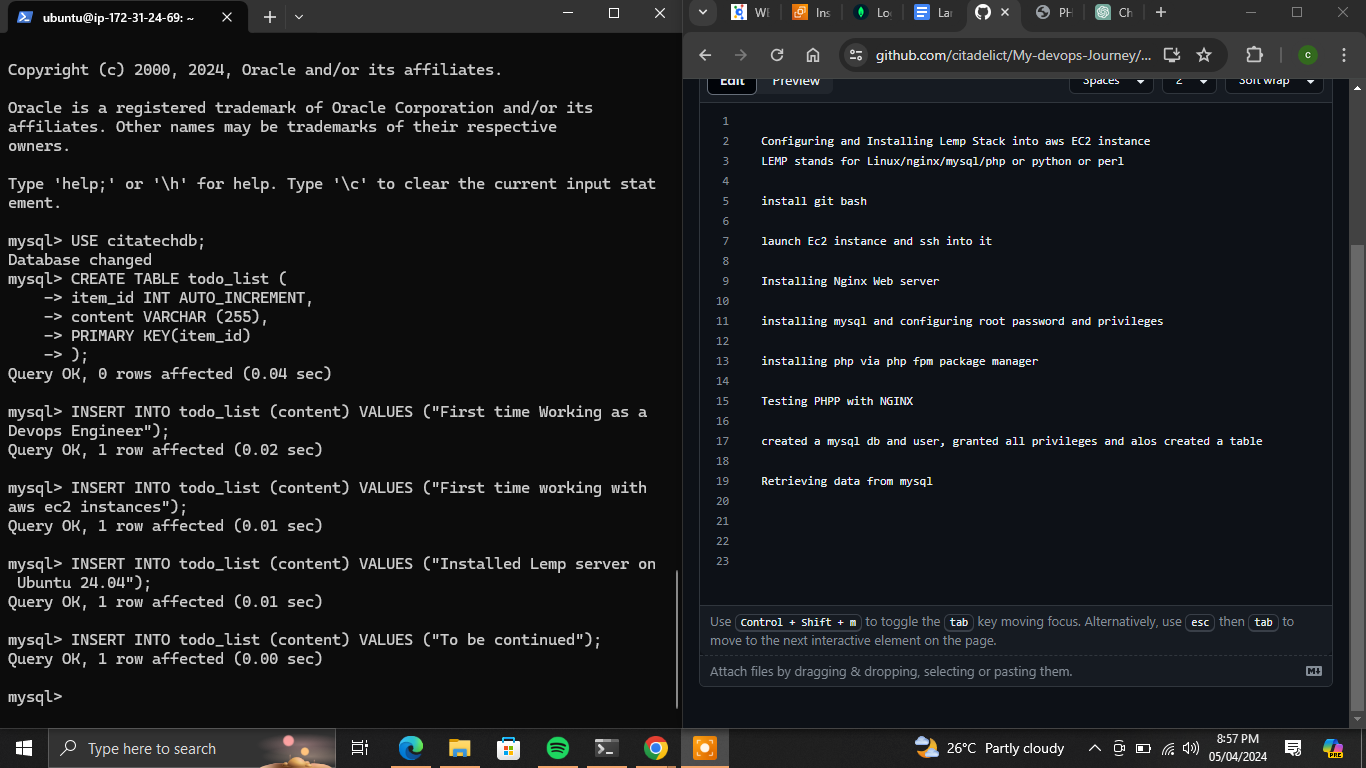 ubuntu@ip-172-31-24-69: ~
Copyright (c) 2000, 2024, Oracle and/or its affiliates.
Oracle is a registered trademark of Oracle Corporation and/or its
affiliates. Other names may be trademarks of their respective
owners.
Type 'help;' or '\h' for help. Type '\c' to clear the current input stat
ement.
mysql> USE citatechdb;
Database changed
mysql> CREATE TABLE todo_list (
    -> item_id INT AUTO_INCREMENT,
    -> content VARCHAR (255),
    -> PRIMARY KEY(item_id)
    -> );
Query OK, 0 rows affected (0.04 sec)
mysql> INSERT INTO todo_list (content) VALUES ("First time Working as a
Devops Engineer");
Query OK, 1 row affected (0.02 sec)
mysql> INSERT INTO todo_list (content) VALUES ("First time working with
aws ec2 instances");
Query OK, 1 row affected (0.01 sec)
mysql> INSERT INTO todo_list (content) VALUES ("Installed Lemp server on
 Ubuntu 24.04");
Query OK, 1 row affected (0.01 sec)
mysql> INSERT INTO todo_list (content) VALUES ("To be continued");
Query OK, 1 row affected (0.00 sec)
mysql>
WI Ins Lo Lar PH Ch
github.com/citadelict/My-devops-Journey/... c
Edit Preview Spaces 2 Soft wrap
1
2 Configuring and Installing Lemp Stack into aws EC2 instance
3 LEMP stands for Linux/nginx/mysql/php or python or perl
4
5 install git bash
6
7 launch Ec2 instance and ssh into it
8
9 Installing Nginx Web server
10
11 installing mysql and configuring root password and privileges
12
13 installing php via php fpm package manager
14
15 Testing PHPP with NGINX
16
17 created a mysql db and user, granted all privileges and alos created a table
18
19 Retrieving data from mysql
20
21
22
23
Use Control + Shift + m to toggle the tab key moving focus. Alternatively, use esc then tab to
move to the next interactive element on the page.
Attach files by dragging & dropping, selecting or pasting them.
Type here to search
26°C Partly cloudy
8:57 PM
05/04/2024
PRE